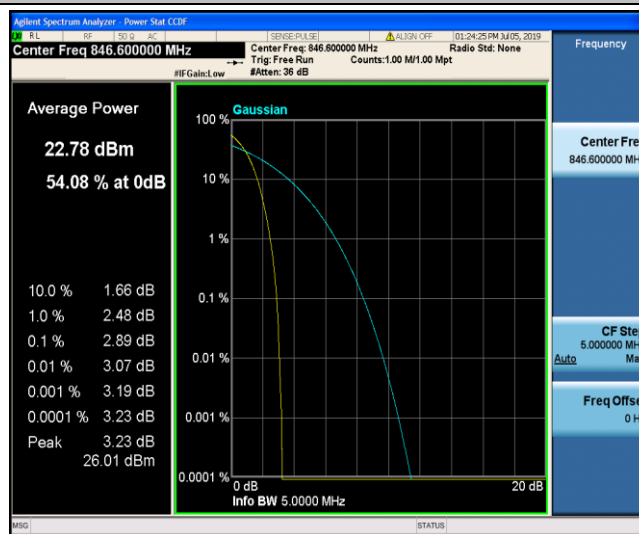 Agilent Spectrum Analyzer - Power Stat CCDF
RL RF 50 Ω AC SENSE:PULSE ALIGN OFF 01:24:25 PM Jul 05, 2019
Center Freq 846.600000 MHz
Center Freq: 846.600000 MHz Radio Std: None
Trig: Free Run Counts:1.00 M/1.00 Mpt
#IFGain:Low #Atten: 36 dB
Frequency
Average Power
22.78 dBm
54.08 % at 0dB
10.0 % 1.66 dB
1.0 % 2.48 dB
0.1 % 2.89 dB
0.01 % 3.07 dB
0.001 % 3.19 dB
0.0001 % 3.23 dB
Peak 3.23 dB
26.01 dBm
Gaussian
100 %
10 %
1 %
0.1 %
0.01 %
0.001 %
0.0001 %
0 dB 20 dB
Info BW 5.0000 MHz
Center Fre
846.600000 MH
CF Ste
5.000000 MH
Auto Ma
Freq Offse
0 H
MSG STATUS